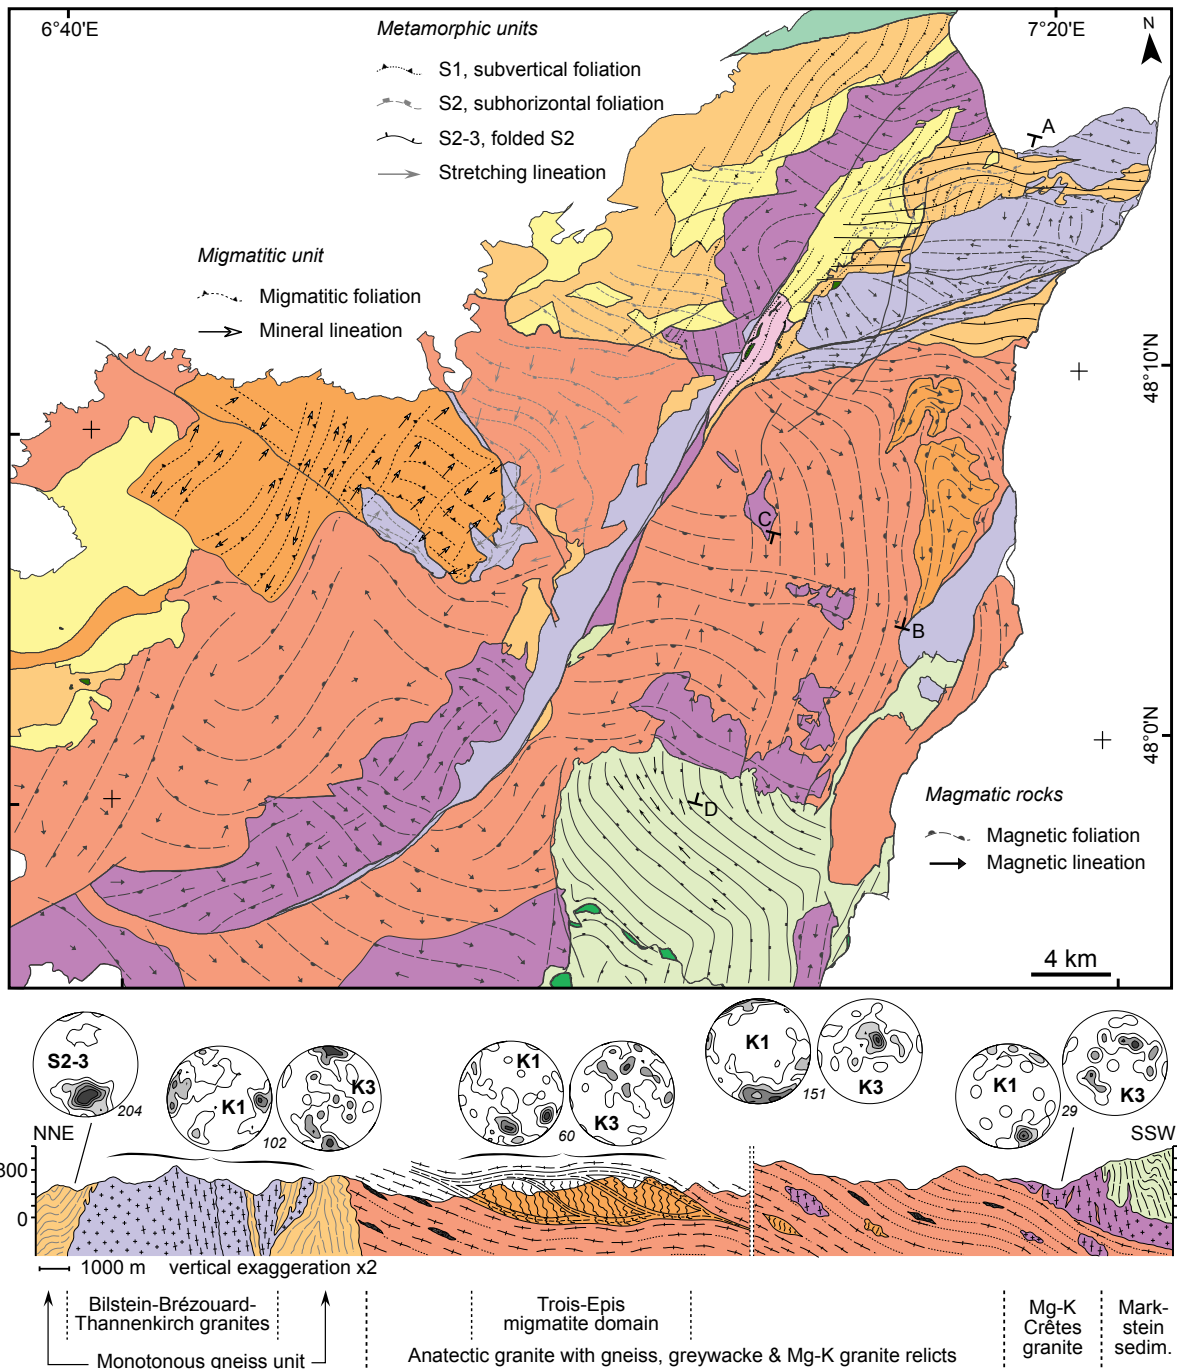 6°40'E
7°20'E
N
Metamorphic units
S1, subvertical foliation
S2, subhorizontal foliation
S2-3, folded S2
Stretching lineation
A
Migmatitic unit
Migmatitic foliation
Mineral lineation
48°10'N
C
B
48°0'N
D
Magmatic rocks
Magnetic foliation
Magnetic lineation
4 km
S2-3
204
K1
102
K3
K1
60
K3
K1
151
K3
K1
29
K3
NNE
SSW
800
0
1000 m vertical exaggeration x2
Bilstein-Brézouard-
Thannenkirch granites
Monotonous gneiss unit
Trois-Epis
migmatite domain
Anatectic granite with gneiss, greywacke & Mg-K granite relicts
Mg-K
Crêtes
granite
Mark-
stein
sedim.